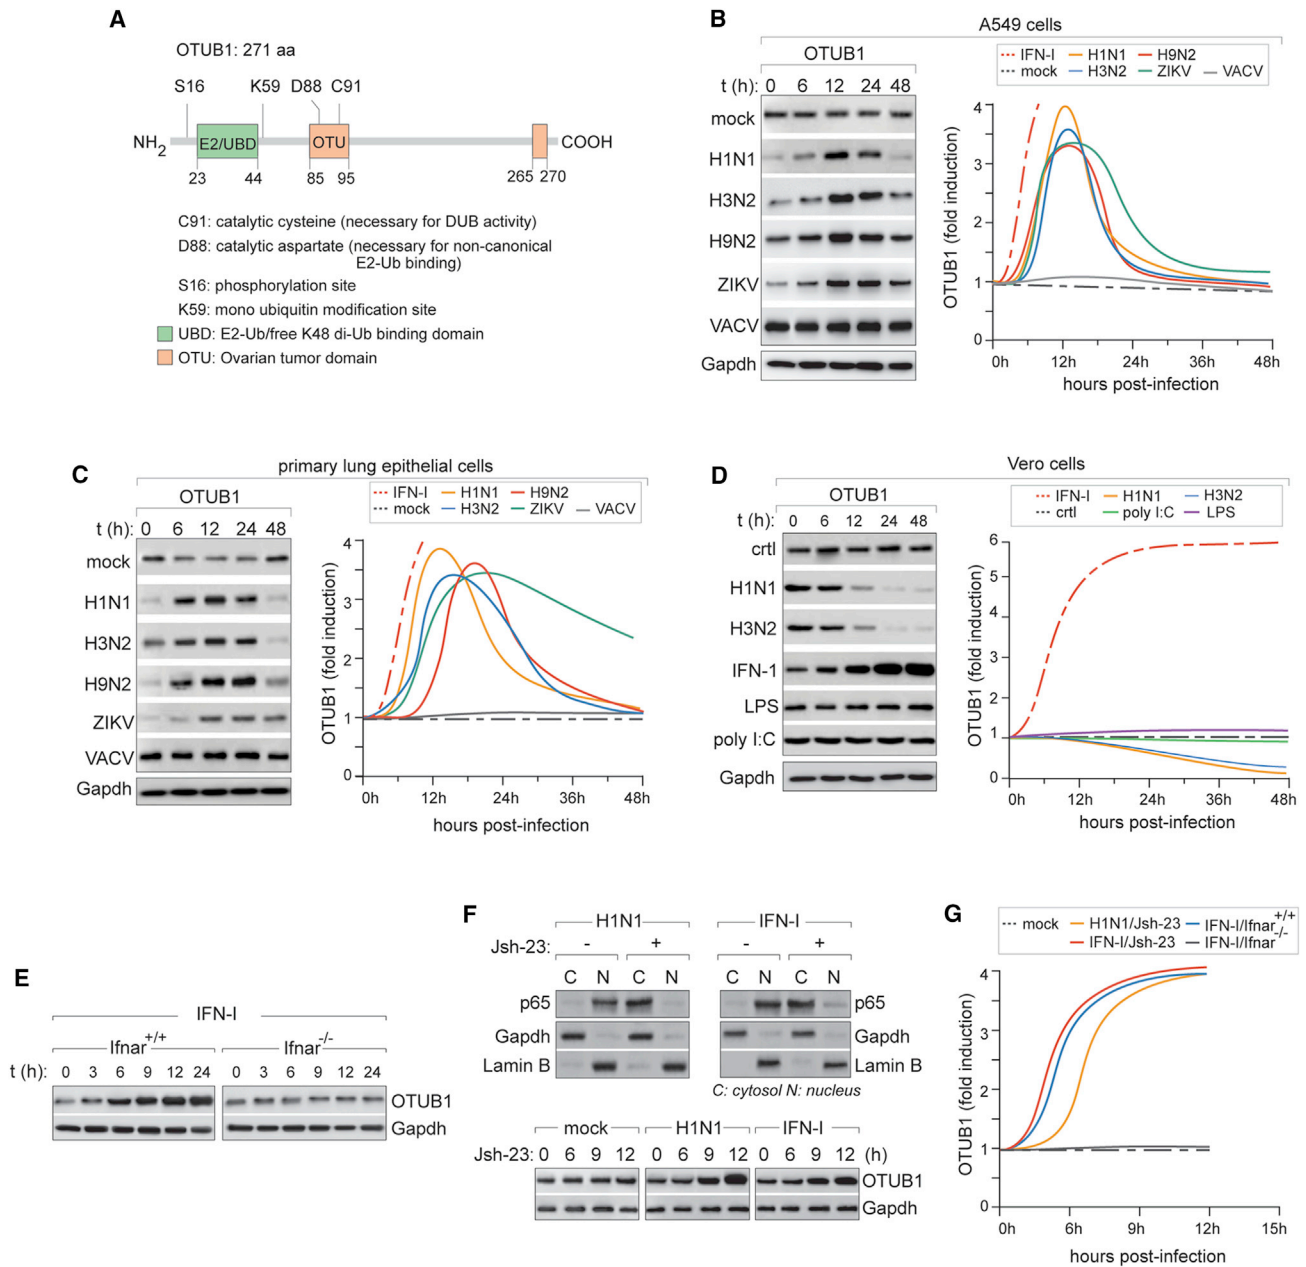 A
OTUB1: 271 aa
S16 K59 D88 C91
NH2 E2/UBD OTU COOH
23 44 85 95 265 270
C91: catalytic cysteine (necessary for DUB activity)
D88: catalytic aspartate (necessary for non-canonical
E2-Ub binding)
S16: phosphorylation site
K59: mono ubiquitin modification site
UBD: E2-Ub/free K48 di-Ub binding domain
OTU: Ovarian tumor domain
B
A549 cells
OTUB1
t (h): 0 6 12 24 48
mock
H1N1
H3N2
H9N2
ZIKV
VACV
Gapdh
IFN-I H1N1 H9N2
mock H3N2 ZIKV VACV
OTUB1 (fold induction)
4
3
2
1
0
0h 12h 24h 36h 48h
hours post-infection
C
primary lung epithelial cells
OTUB1
t (h): 0 6 12 24 48
mock
H1N1
H3N2
H9N2
ZIKV
VACV
Gapdh
IFN-I H1N1 H9N2
mock H3N2 ZIKV VACV
OTUB1 (fold induction)
4
3
2
1
0
0h 12h 24h 36h 48h
hours post-infection
D
Vero cells
OTUB1
t (h): 0 6 12 24 48
crtl
H1N1
H3N2
IFN-1
LPS
poly I:C
Gapdh
IFN-I H1N1 H3N2
crtl poly I:C LPS
OTUB1 (fold induction)
6
5
4
3
2
1
0
0h 12h 24h 36h 48h
hours post-infection
E
IFN-I
Ifnar+/+ Ifnar-/-
t (h): 0 3 6 9 12 24 0 3 6 9 12 24
OTUB1
Gapdh
F
H1N1 IFN-I
Jsh-23: - + - +
C N C N C N C N
p65 p65
Gapdh Gapdh
Lamin B Lamin B
C: cytosol N: nucleus
mock H1N1 IFN-I
Jsh-23: 0 6 9 12 0 6 9 12 0 6 9 12 (h)
OTUB1
Gapdh
G
mock H1N1/Jsh-23 IFN-I/Ifnar+/+
IFN-I/Jsh-23 IFN-I/Ifnar-/-
OTUB1 (fold induction)
4
3
2
1
0
0h 6h 9h 12h 15h
hours post-infection